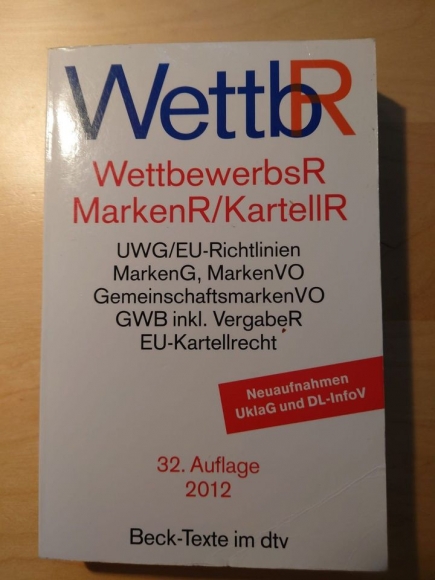 WettbR
WettbewerbsR
MarkenR/KartellR
UWG/EU-Richtlinien
MarkenG, MarkenVO
GemeinschaftsmarkenVO
GWB inkl. VergabeR
EU-Kartellrecht
Neuaufnahmen
UklaG und DL-InfoV
32. Auflage
2012
Beck-Texte im dtv